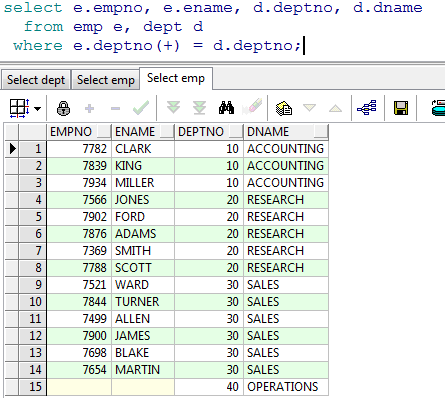 select e.empno, e.ename, d.deptno, d.dname
from emp e, dept d
where e.deptno(+) = d.deptno;
Select dept Select emp Select emp
EMPNO ENAME DEPTNO DNAME
1 7782 CLARK 10 ACCOUNTING
2 7839 KING 10 ACCOUNTING
3 7934 MILLER 10 ACCOUNTING
4 7566 JONES 20 RESEARCH
5 7902 FORD 20 RESEARCH
6 7876 ADAMS 20 RESEARCH
7 7369 SMITH 20 RESEARCH
8 7788 SCOTT 20 RESEARCH
9 7521 WARD 30 SALES
10 7844 TURNER 30 SALES
11 7499 ALLEN 30 SALES
12 7900 JAMES 30 SALES
13 7698 BLAKE 30 SALES
14 7654 MARTIN 30 SALES
15 40 OPERATIONS